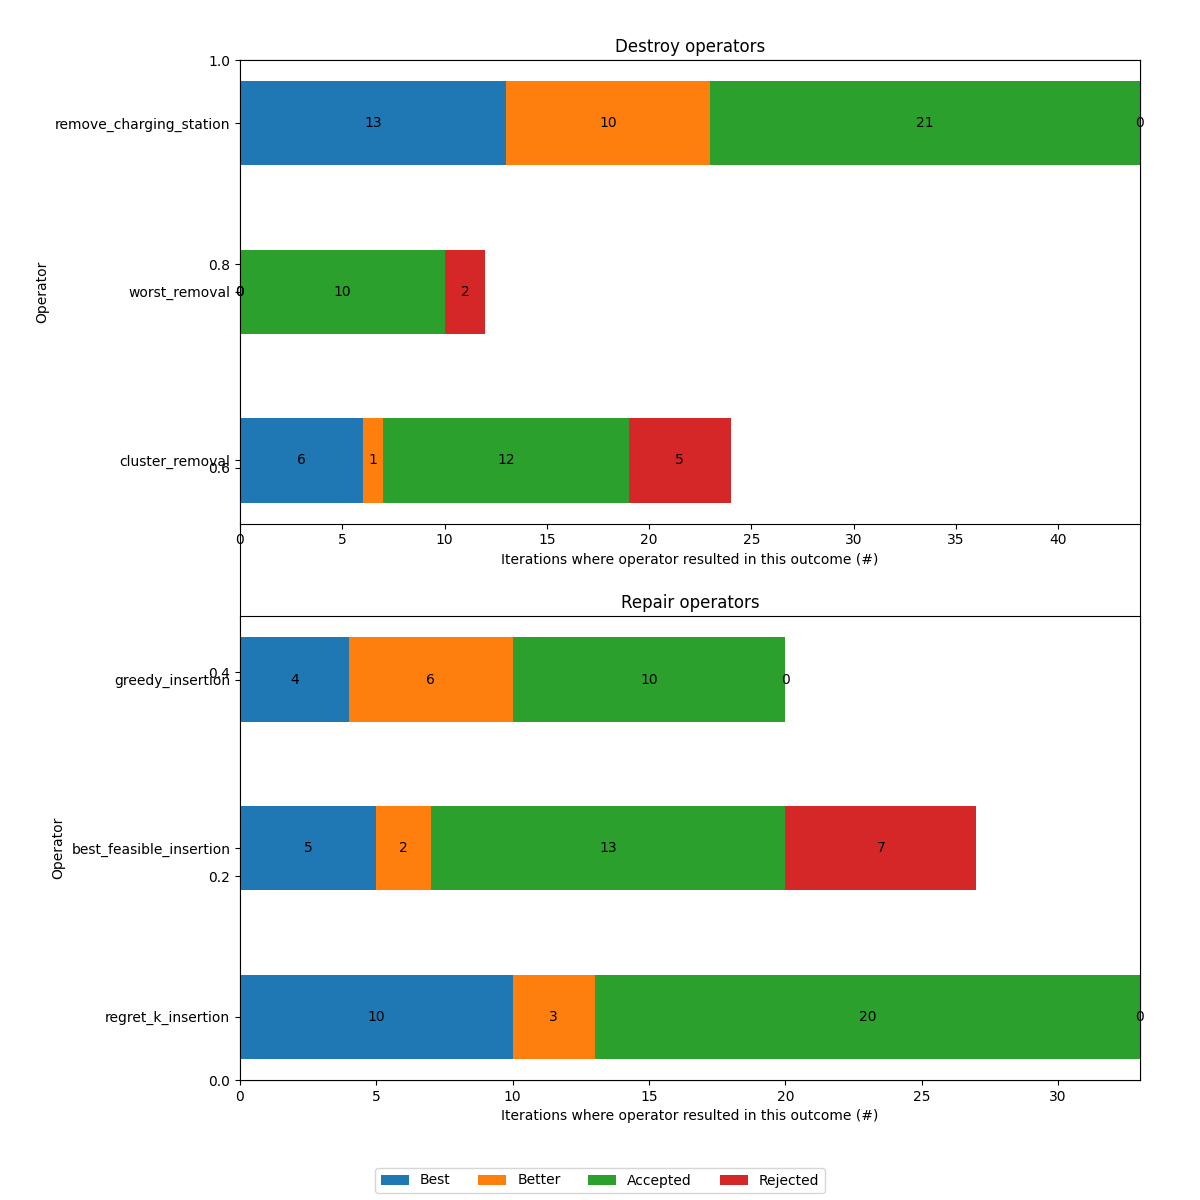 Destroy operators
1.0
remove_charging_station
13
10
21
0
Operator
0.8
worst_removal
0
0
10
2
cluster_removal
0.6
6
1
12
5
0 5 10 15 20 25 30 35 40
Iterations where operator resulted in this outcome (#)
Repair operators
0.4
greedy_insertion
4
6
10
0
Operator
best_feasible_insertion
5
2
13
7
0.2
regret_k_insertion
10
3
20
0
0.0
0 5 10 15 20 25 30
Iterations where operator resulted in this outcome (#)
Best Better Accepted Rejected